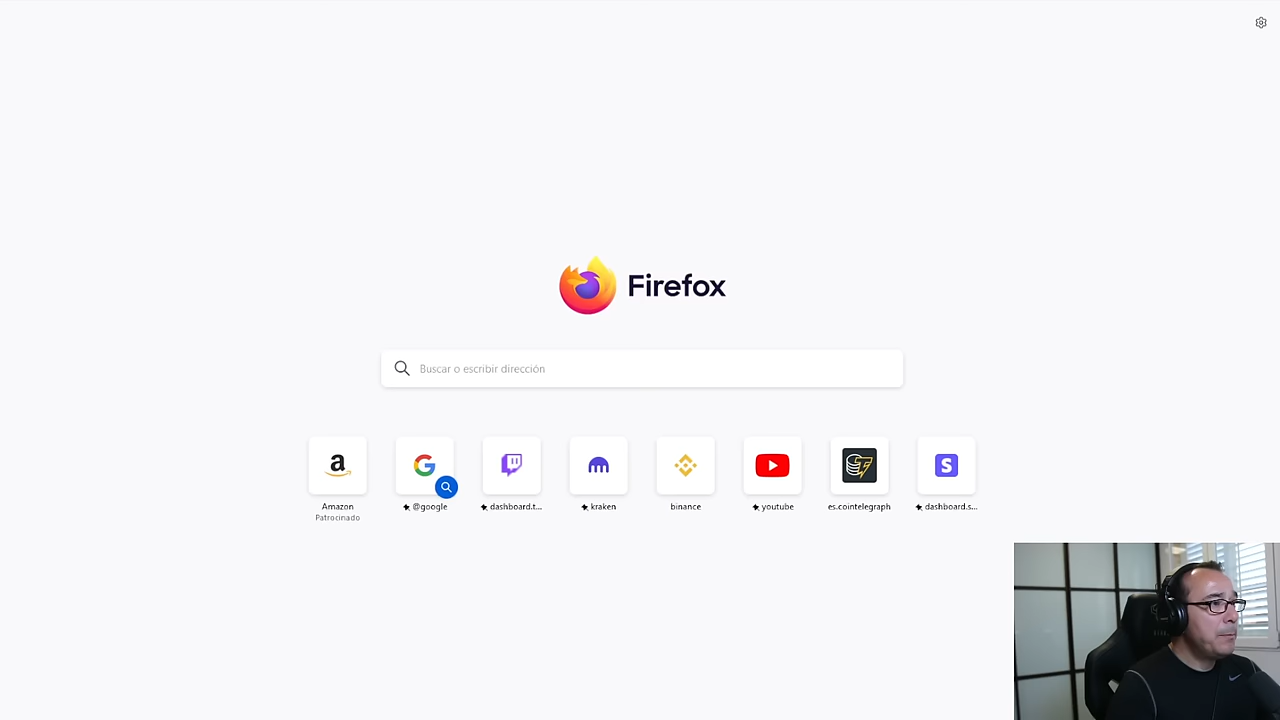 Firefox
Buscar o escribir dirección
a
Amazon
Patrocinado
@google
dashboard.t...
kraken
binance
youtube
es.cointelegraph
S
dashboard.s...